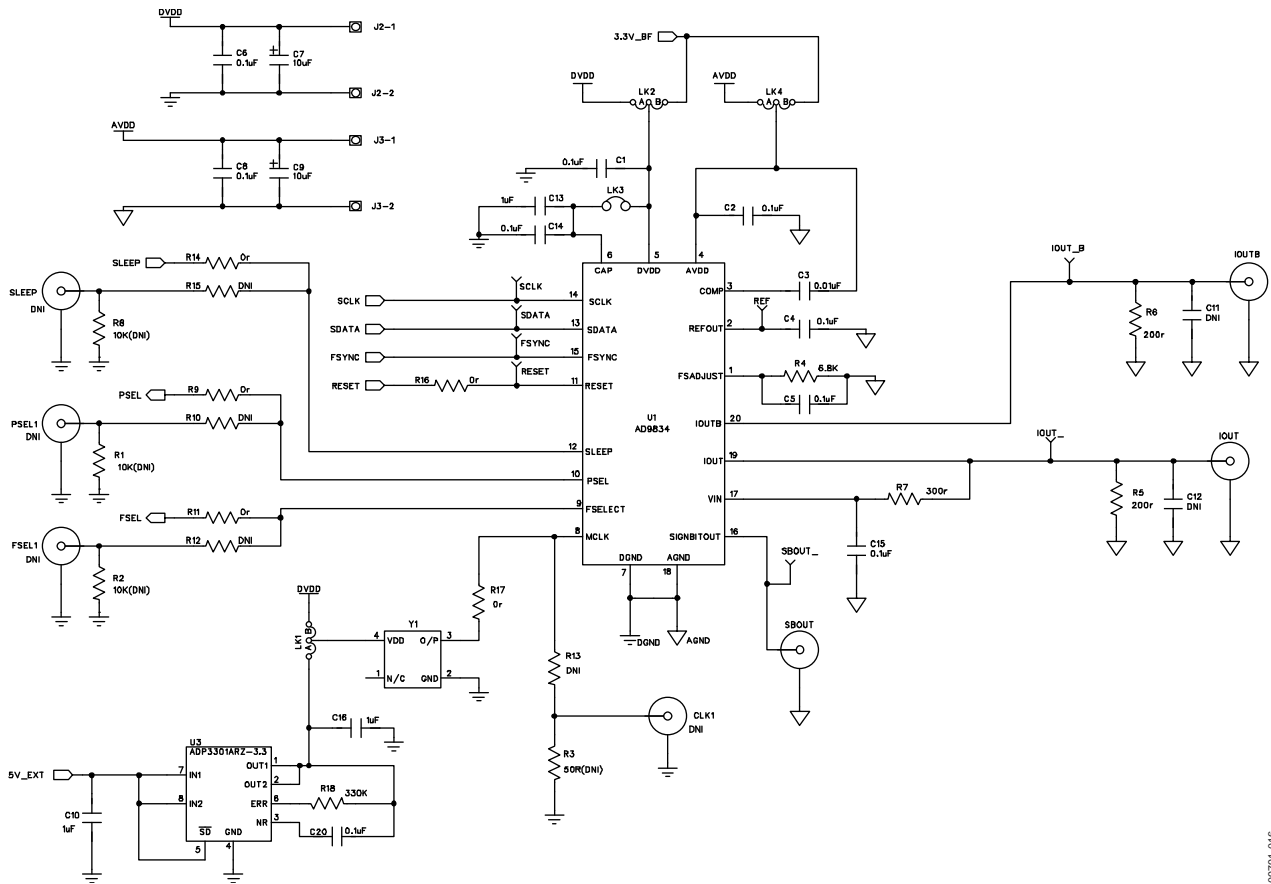 DVDD
J2-1
C6
0.1uF
C7
10uF
+
J2-2
AVDD
J3-1
C8
0.1uF
C9
10uF
+
J3-2
3.3V_BF
DVDD
LK2
A B
AVDD
LK4
A B
0.1uF C1
LK3
1uF C13
0.1uF C14
C2 0.1uF
6 5 4
CAP DVDD AVDD
SLEEP R14 0r
SLEEP
DNI
R15 DNI
R8
10K(DNI)
SCLK
SCLK 14 SCLK
SDATA
SDATA 13 SDATA
FSYNC
FSYNC 15 FSYNC
RESET
RESET R16 0r 11 RESET
COMP 3 C3 0.01uF
REF
REFOUT 2 C4 0.1uF
FSADJUST 1 R4 6.8K
C5 0.1uF
U1
AD9834
IOUTB 20
IOUT 19
VIN 17 R7 300r
SIGNBITOUT 16
C15
0.1uF
SBOUT_
SBOUT
IOUT_B
IOUTB
R6
200r
C11
DNI
IOUT_
IOUT
R5
200r
C12
DNI
PSEL R9 0r
PSEL1
DNI
R10 DNI
R1
10K(DNI)
12 SLEEP
10 PSEL
9 FSELECT
8 MCLK
DGND AGND
7 18
DGND AGND
FSEL R11 0r
FSEL1
DNI
R12 DNI
R2
10K(DNI)
R17
0r
DVDD
LK1
A B
Y1
4 VDD O/P 3
1 N/C GND 2
R13
DNI
CLK1
DNI
R3
50R(DNI)
C16 1uF
U3
ADP3301ARZ-3.3
5V_EXT
7 IN1 OUT1 1
OUT2 2
8 IN2 ERR 6
R18 330K
NR 3
C20 0.1uF
SD GND
5 4
C10
1uF